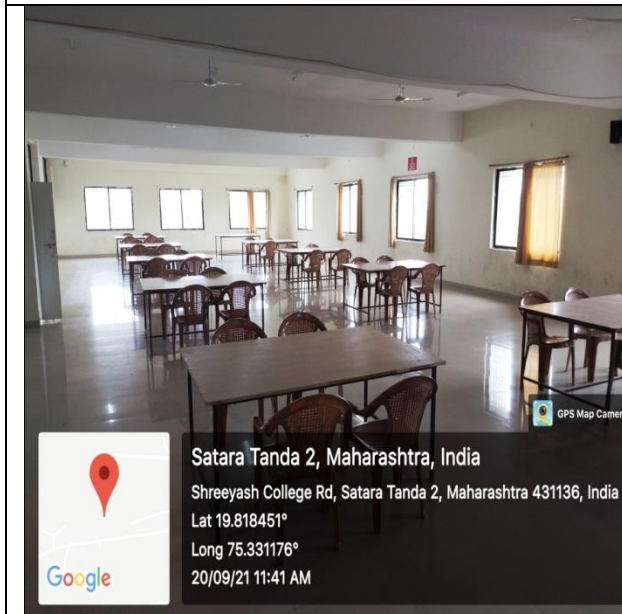 GPS Map Camer
Satara Tanda 2, Maharashtra, India
Shreeyash College Rd, Satara Tanda 2, Maharashtra 431136, India
Lat 19.818451°
Long 75.331176°
20/09/21 11:41 AM
Google